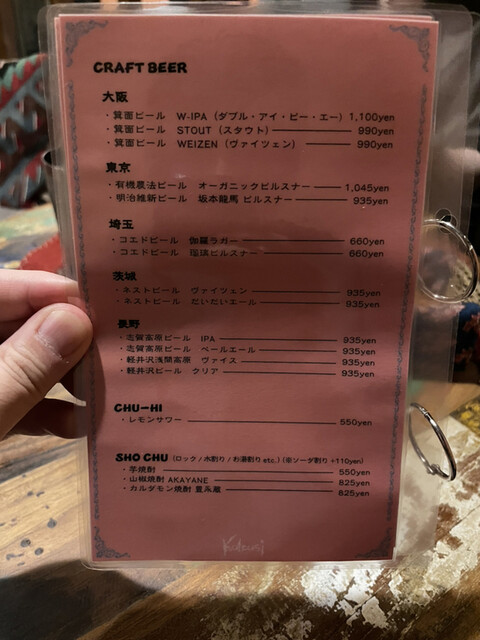 CRAFT BEER
大阪
・箕面ビール W-IPA（ダブル・アイ・ピー・エー） 1,100yen
・箕面ビール STOUT（スタウト） 990yen
・箕面ビール WEIZEN（ヴァイツェン） 990yen
東京
・有機農法ビール オーガニックピルスナー 1,045yen
・明治維新ビール 坂本龍馬 ピルスナー 935yen
埼玉
・コエドビール 伽羅ラガー 660yen
・コエドビール 瑠璃ピルスナー 660yen
茨城
・ネストビール ヴァイツェン 935yen
・ネストビール だいだいエール 935yen
長野
・志賀高原ビール IPA 935yen
・志賀高原ビール ペールエール 935yen
・軽井沢浅間高原 ヴァイス 935yen
・軽井沢ビール クリア 935yen
CHU-HI
・レモンサワー 550yen
SHO CHU（ロック / 水割り / お湯割り etc.）（※ソーダ割り +110yen）
・芋焼酎 550yen
・山椒焼酎 AKAYANE 825yen
・カルダモン焼酎 825yen